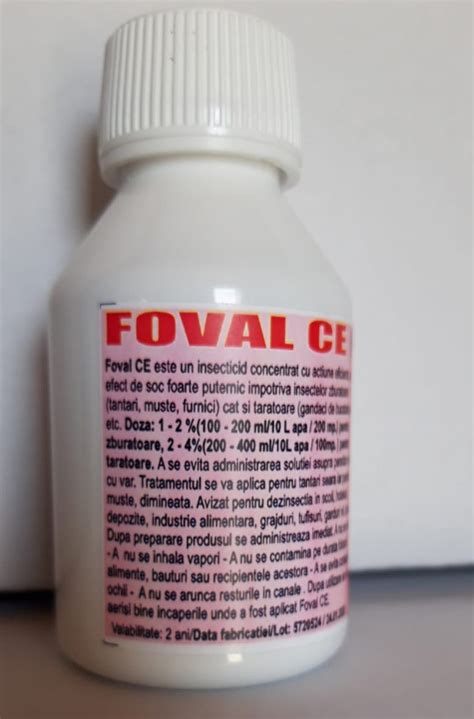 FOVAL CE
Foval CE este un insecticid concentrat cu actiune
efect de soc foarte puternic impotriva insectelor zburatoare
(tantari, muste, furnici) cat si taratoare (gandaci de
etc. Doza: 1 - 2 %(100 - 200 ml/10 L apa / 200 mp.)
zburatoare, 2 - 4%(200 - 400 ml/10L apa / 100mp.)
taratoare. A se evita administrarea solutiei asupra
cu var. Tratamentul se va aplica pentru tantari seara iar
muste, dimineata. Avizat pentru dezinsectia in scoli,
depozite, industrie alimentara, grajduri, tufisuri,
Dupa preparare produsul se administreaza imediat. A nu
- A nu se inhala vapori - A nu se contamina pe durata
alimente, bauturi sau recipientele acestora - A se evita
ochii - A nu se arunca resturile in canale . Dupa utilizare
aerisi bine incaperile unde a fost aplicat Foval CE.
Valabilitate: 2 ani/Data fabricatiei/Lot: